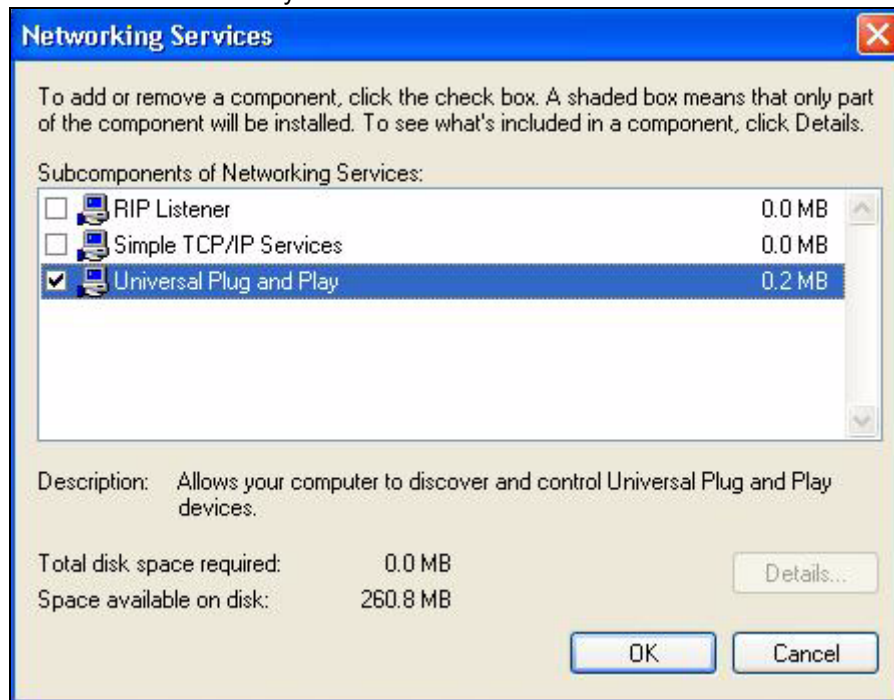 Networking Services
To add or remove a component, click the check box. A shaded box means that only part
of the component will be installed. To see what's included in a component, click Details.
Subcomponents of Networking Services:
RIP Listener 0.0 MB
Simple TCP/IP Services 0.0 MB
Universal Plug and Play 0.2 MB
Description: Allows your computer to discover and control Universal Plug and Play
devices.
Total disk space required: 0.0 MB
Details...
Space available on disk: 260.8 MB
OK Cancel